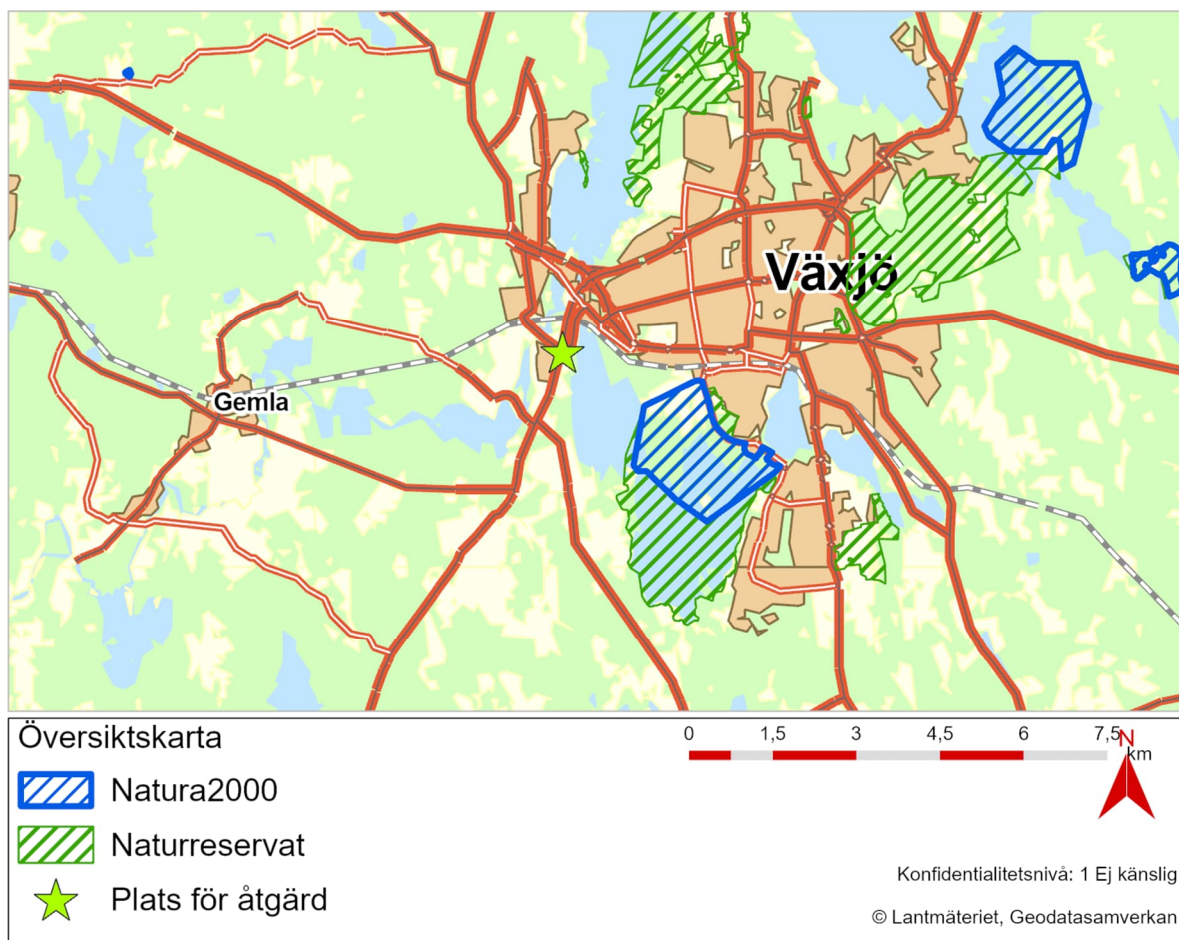 Växjö
Gemla
Översiktskarta
0 1,5 3 4,5 6 7,5
N
km
Natura2000
Naturreservat
Plats för åtgärd
Konfidentialitetsnivå: 1 Ej känslig
© Lantmäteriet, Geodatasamverkan